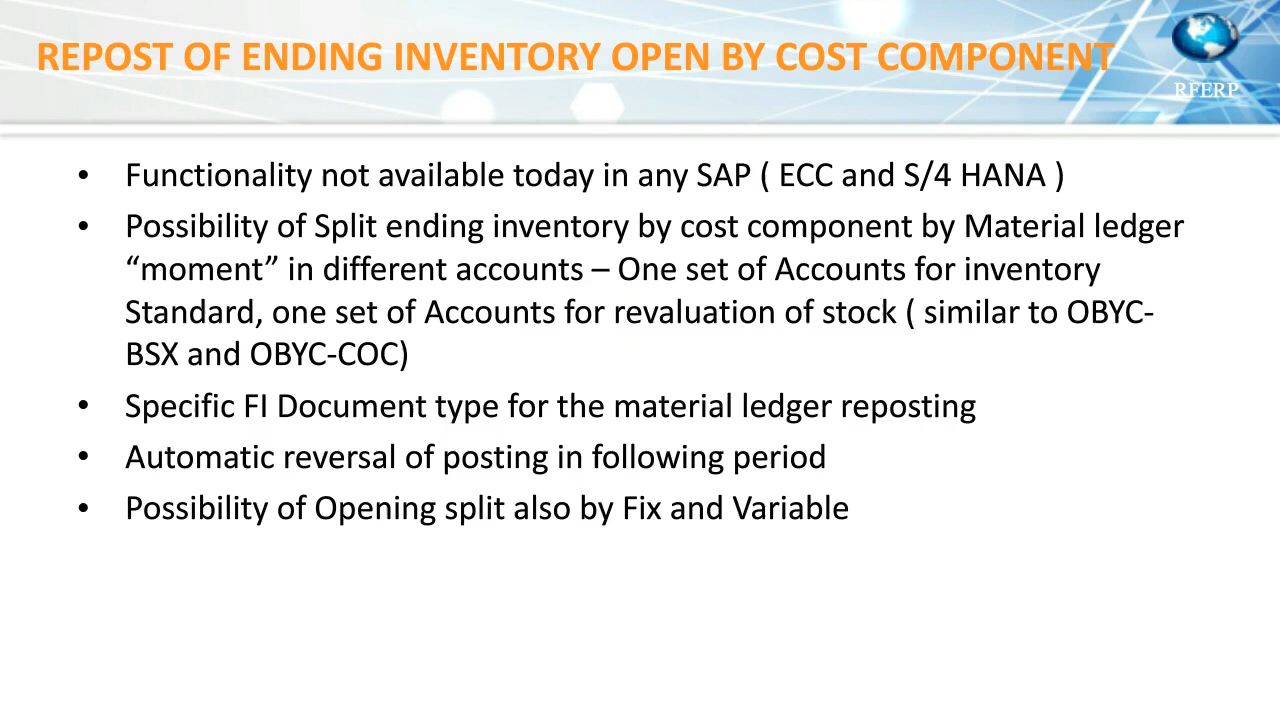 REPOST OF ENDING INVENTORY OPEN BY COST COMPONENT
RFERP
• Functionality not available today in any SAP ( ECC and S/4 HANA )
• Possibility of Split ending inventory by cost component by Material ledger
“moment” in different accounts – One set of Accounts for inventory
Standard, one set of Accounts for revaluation of stock ( similar to OBYC-
BSX and OBYC-COC)
• Specific FI Document type for the material ledger reposting
• Automatic reversal of posting in following period
• Possibility of Opening split also by Fix and Variable